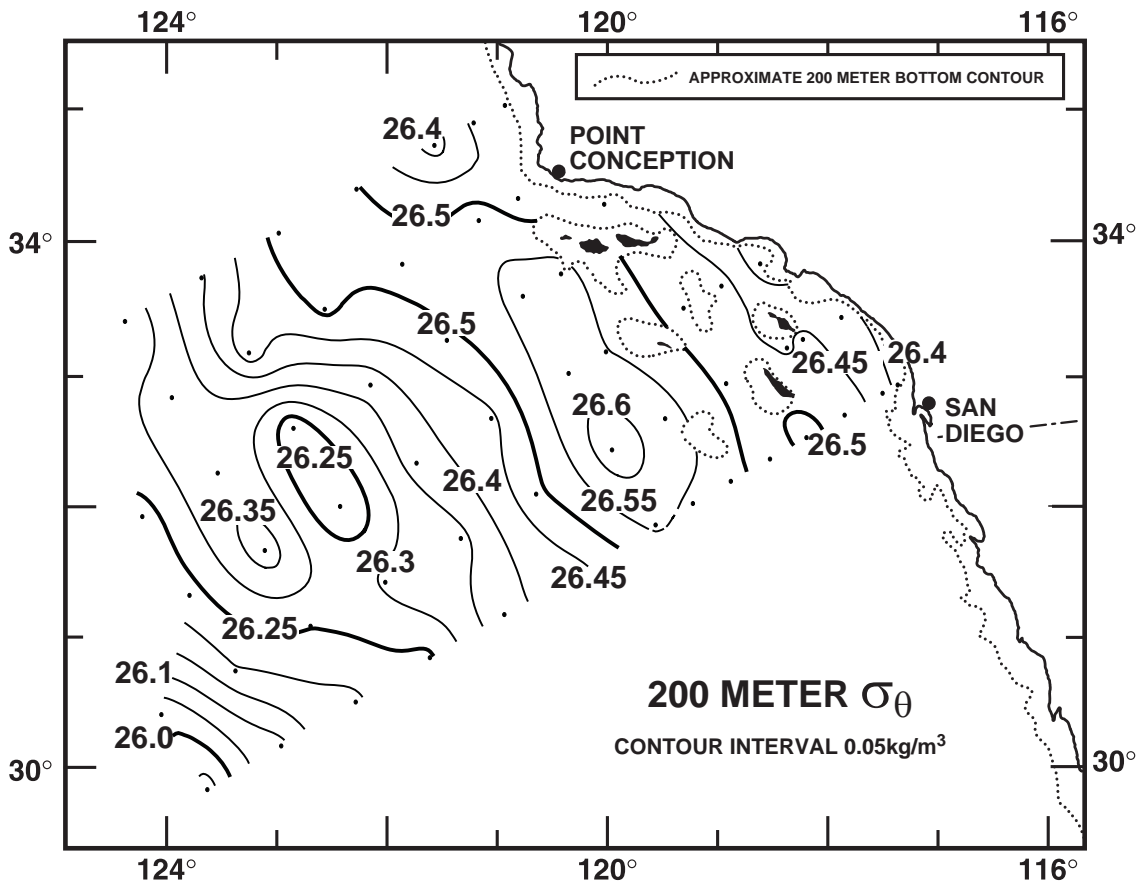 124° 120° 116°
APPROXIMATE 200 METER BOTTOM CONTOUR
26.4
POINT
CONCEPTION
26.5
34° 34°
26.5
26.45 26.4
26.6
SAN
DIEGO
26.5
26.25
26.4
26.55
26.35
26.3
26.45
26.25
26.1
200 METER σθ
26.0
CONTOUR INTERVAL 0.05kg/m³
30° 30°
124° 120° 116°